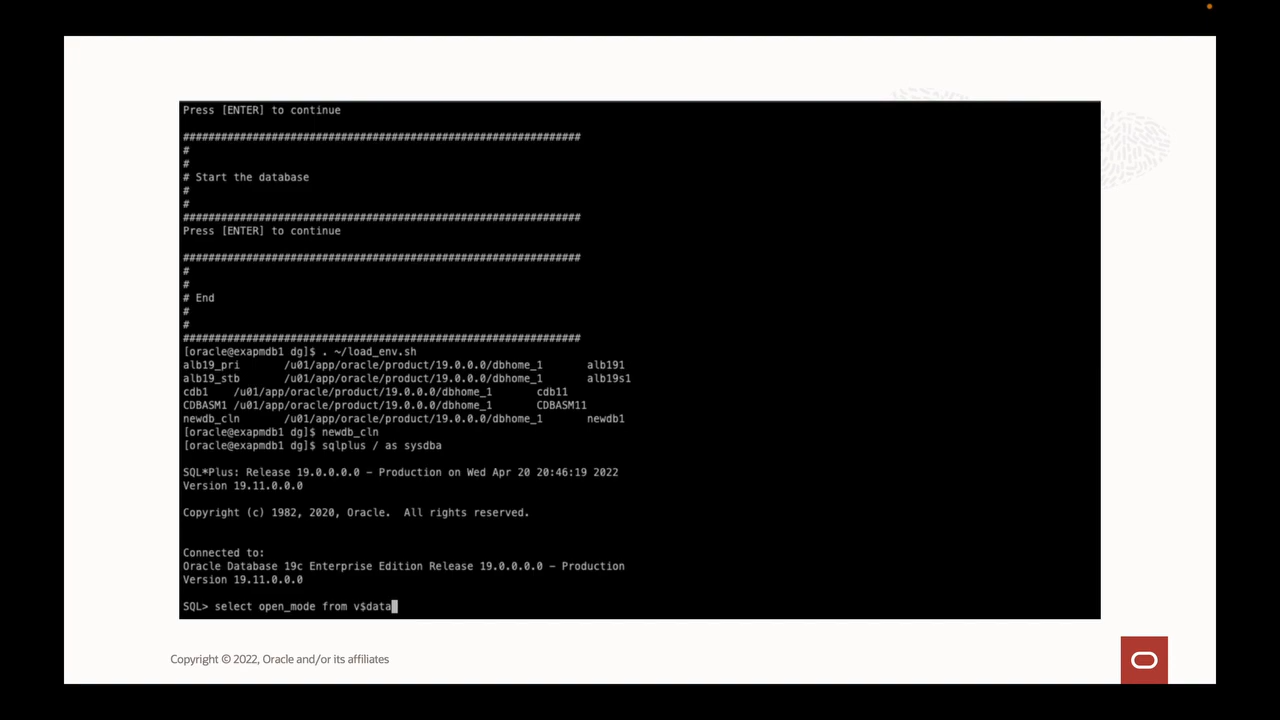 Press [ENTER] to continue
###############################################################
#
#
# Start the database
#
#
###############################################################
Press [ENTER] to continue
###############################################################
#
#
# End
#
#
###############################################################
[oracle@exapmdb1 dg]$ . ~/load_env.sh
alb19_pri /u01/app/oracle/product/19.0.0.0/dbhome_1 alb191
alb19_stb /u01/app/oracle/product/19.0.0.0/dbhome_1 alb19s1
cdb1 /u01/app/oracle/product/19.0.0.0/dbhome_1 cdb11
CDBASM1 /u01/app/oracle/product/19.0.0.0/dbhome_1 CDBASM11
newdb_cln /u01/app/oracle/product/19.0.0.0/dbhome_1 newdb1
[oracle@exapmdb1 dg]$ newdb_cln
[oracle@exapmdb1 dg]$ sqlplus / as sysdba
SQL*Plus: Release 19.0.0.0.0 - Production on Wed Apr 20 20:46:19 2022
Version 19.11.0.0.0
Copyright (c) 1982, 2020, Oracle. All rights reserved.
Connected to:
Oracle Database 19c Enterprise Edition Release 19.0.0.0.0 - Production
Version 19.11.0.0.0
SQL> select open_mode from v$data
Copyright © 2022, Oracle and/or its affiliates